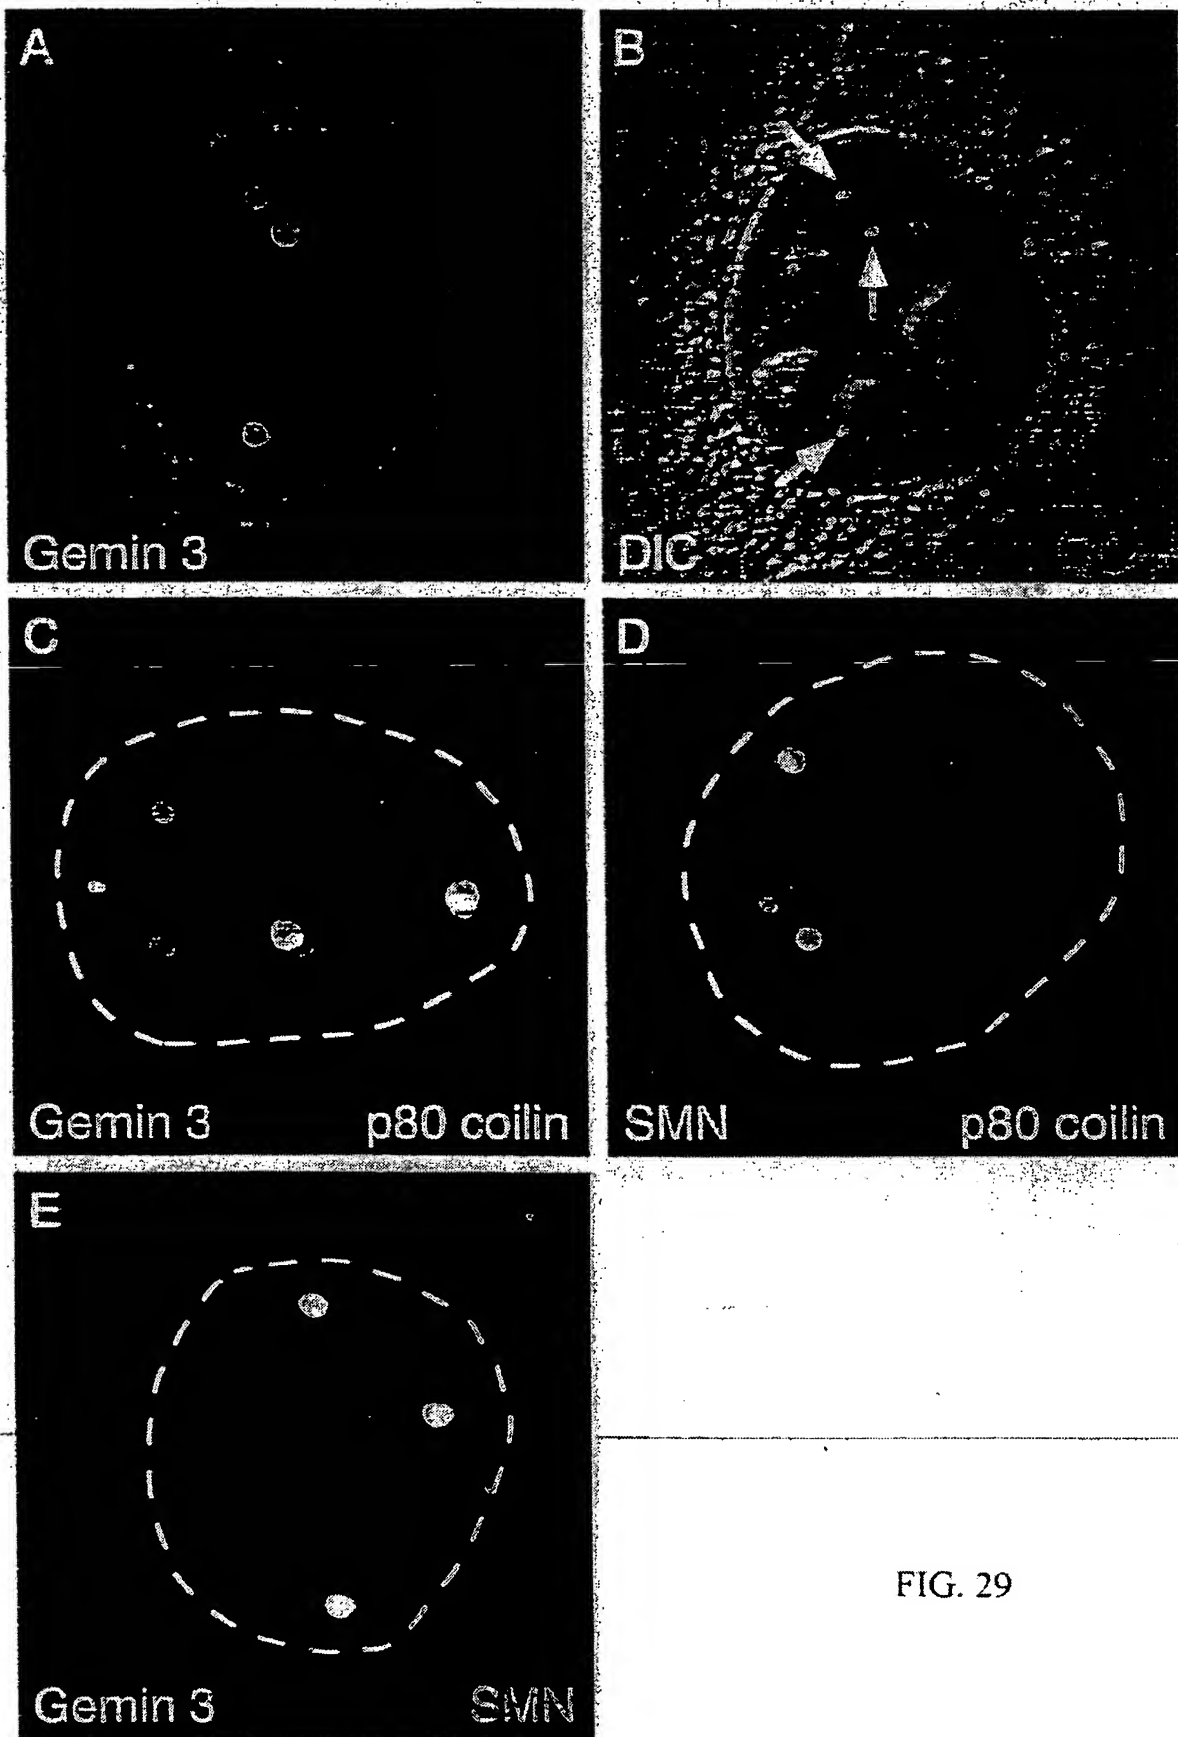 A
B
Gemin 3
DIC
C
D
Gemin 3 p80 coilin
SMN p80 coilin
E
FIG. 29
Gemin 3 SMN